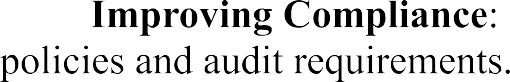 Improving Compliance:
policies and audit requirements.